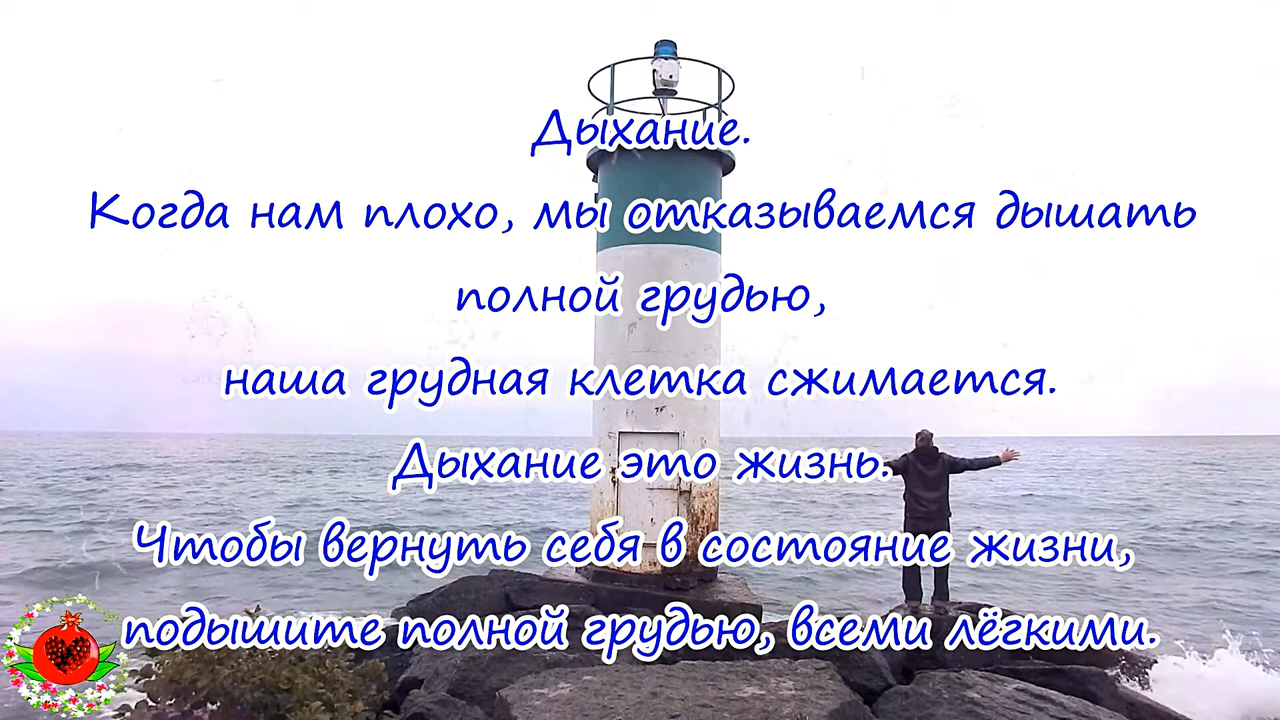 Дыхание.
Когда нам плохо, мы отказываемся дышать
полной грудью,
наша грудная клетка сжимается.
Дыхание это жизнь.
Чтобы вернуть себя в состояние жизни,
подышите полной грудью, всеми лёгкими.